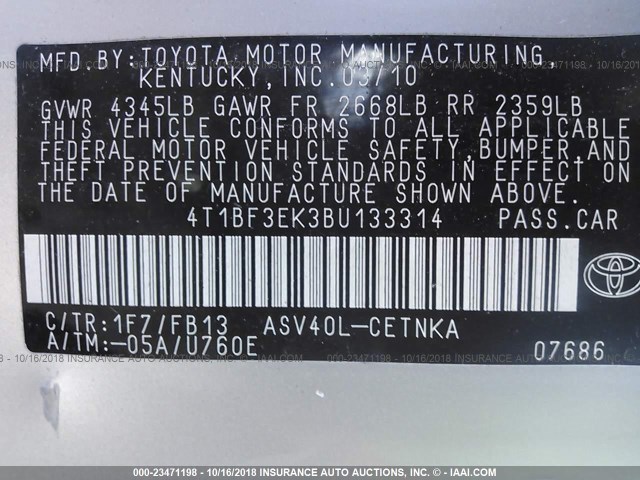 MFD.BY:TOYOTA MOTOR MANUFACTURING
KENTUCKY,INC.03/10
GVWR 4345LB GAWR FR 2668LB RR 2359LB
THIS VEHICLE CONFORMS TO ALL APPLICABLE
FEDERAL MOTOR VEHICLE SAFETY,BUMPER,AND
THEFT PREVENTION STANDARDS IN EFFECT ON
THE DATE OF MANUFACTURE SHOWN ABOVE.
4T1BF3EK3BU133314 PASS.CAR
C/TR:1F7/FB13 ASV40L-CETNKA
A/TM:-05A/U760E 07686
000-23471198 - 10/16/2018 INSURANCE AUTO AUCTIONS, INC. - © - IAAI.COM